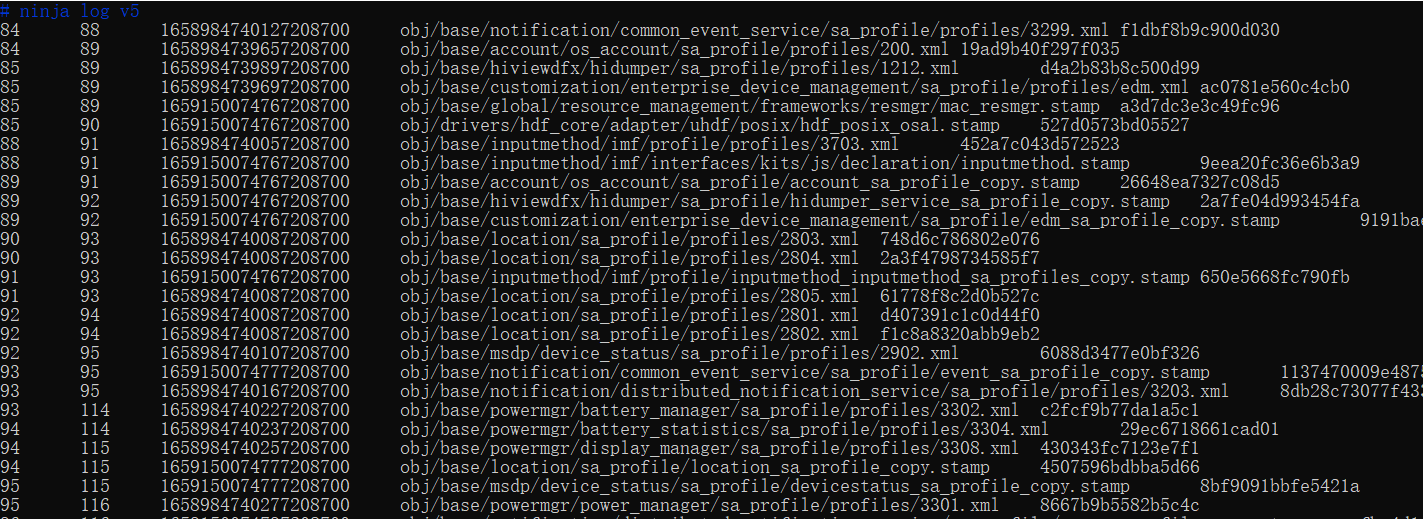 # ninja log v5
84 88 1658984740127208700 obj/base/notification/common_event_service/sa_profile/profiles/3299.xml f1dbf8b9c900d030
84 89 1658984739657208700 obj/base/account/os_account/sa_profile/profiles/200.xml 19ad9b40f297f035
85 89 1658984739897208700 obj/base/hiviewdfx/hidumper/sa_profile/profiles/1212.xml d4a2b83b8c500d99
85 89 1658984739697208700 obj/base/customization/enterprise_device_management/sa_profile/profiles/edm.xml ac0781e560c4cb0
85 89 1659150074767208700 obj/base/global/resource_management/frameworks/resmgr/mac_resmgr.stamp a3d7dc3e3c49fc96
85 90 1659150074767208700 obj/drivers/hdf_core/adapter/uhdf/posix/hdf_posix_osal.stamp 527d0573bd05527
88 91 1658984740057208700 obj/base/inputmethod/imf/profile/profiles/3703.xml 452a7c043d572523
88 91 1659150074767208700 obj/base/inputmethod/imf/interfaces/kits/js/declaration/inputmethod.stamp 9eea20fc36e6b3a9
89 91 1659150074767208700 obj/base/account/os_account/sa_profile/account_sa_profile_copy.stamp 26648ea7327c08d5
89 92 1659150074767208700 obj/base/hiviewdfx/hidumper/sa_profile/hidumper_service_sa_profile_copy.stamp 2a7fe04d993454fa
89 92 1659150074767208700 obj/base/customization/enterprise_device_management/sa_profile/edm_sa_profile_copy.stamp
90 93 1658984740087208700 obj/base/location/sa_profile/profiles/2803.xml 748d6c786802e076
90 93 1658984740087208700 obj/base/location/sa_profile/profiles/2804.xml 2a3f4798734585f7
91 93 1659150074767208700 obj/base/inputmethod/imf/profile/inputmethod_inputmethod_sa_profiles_copy.stamp 650e5668fc790fb
91 93 1658984740087208700 obj/base/location/sa_profile/profiles/2805.xml 61778f8c2d0b527c
92 94 1658984740087208700 obj/base/location/sa_profile/profiles/2801.xml d407391c1c0d44f0
92 94 1658984740087208700 obj/base/location/sa_profile/profiles/2802.xml f1c8a8320abb9eb2
92 95 1658984740107208700 obj/base/msdp/device_status/sa_profile/profiles/2902.xml 6088d3477e0bf326
93 95 1659150074777208700 obj/base/notification/common_event_service/sa_profile/event_sa_profile_copy.stamp 1137470009e4875
93 95 1658984740167208700 obj/base/notification/distributed_notification_service/sa_profile/profiles/3203.xml 8db28c73077f43
93 114 1658984740227208700 obj/base/powermgr/battery_manager/sa_profile/profiles/3302.xml c2fcf9b77da1a5c1
94 114 1658984740237208700 obj/base/powermgr/battery_statistics/sa_profile/profiles/3304.xml 29ec6718661cad01
94 115 1658984740257208700 obj/base/powermgr/display_manager/sa_profile/profiles/3308.xml 430343fc7123e7f1
94 115 1659150074777208700 obj/base/location/sa_profile/location_sa_profile_copy.stamp 4507596bdbba5d66
95 115 1659150074777208700 obj/base/msdp/device_status/sa_profile/devicestatus_sa_profile_copy.stamp 8bf9091bbfe5421a
95 116 1658984740277208700 obj/base/powermgr/power_manager/sa_profile/profiles/3301.xml 8667b9b5582b5c4c